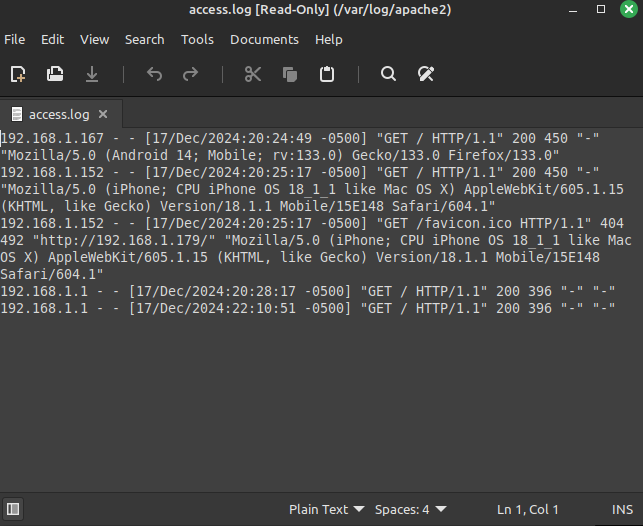 access.log [Read-Only] (/var/log/apache2)
File Edit View Search Tools Documents Help
access.log
192.168.1.167 - - [17/Dec/2024:20:24:49 -0500] "GET / HTTP/1.1" 200 450 "-"
"Mozilla/5.0 (Android 14; Mobile; rv:133.0) Gecko/133.0 Firefox/133.0"
192.168.1.152 - - [17/Dec/2024:20:25:17 -0500] "GET / HTTP/1.1" 200 450 "-"
"Mozilla/5.0 (iPhone; CPU iPhone OS 18_1_1 like Mac OS X) AppleWebKit/605.1.15
(KHTML, like Gecko) Version/18.1.1 Mobile/15E148 Safari/604.1"
192.168.1.152 - - [17/Dec/2024:20:25:17 -0500] "GET /favicon.ico HTTP/1.1" 404
492 "http://192.168.1.179/" "Mozilla/5.0 (iPhone; CPU iPhone OS 18_1_1 like Mac
OS X) AppleWebKit/605.1.15 (KHTML, like Gecko) Version/18.1.1 Mobile/15E148
Safari/604.1"
192.168.1.1 - - [17/Dec/2024:20:28:17 -0500] "GET / HTTP/1.1" 200 396 "-" "-"
192.168.1.1 - - [17/Dec/2024:22:10:51 -0500] "GET / HTTP/1.1" 200 396 "-" "-"
Plain Text Spaces: 4 Ln 1, Col 1 INS